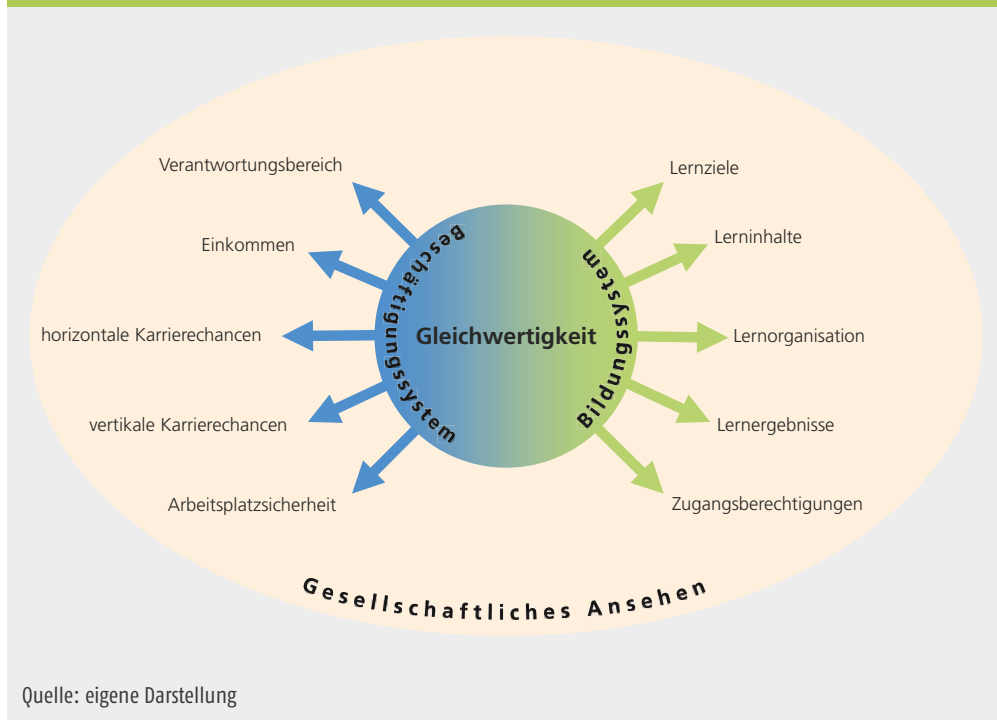 Verantwortungsbereich
Einkommen
horizontale Karrierechancen
vertikale Karrierechancen
Arbeitsplatzsicherheit
Beschäftigungssystem
Gleichwertigkeit
Bildungssystem
Lernziele
Lerninhalte
Lernorganisation
Lernergebnisse
Zugangsberechtigungen
Gesellschaftliches Ansehen
Quelle: eigene Darstellung